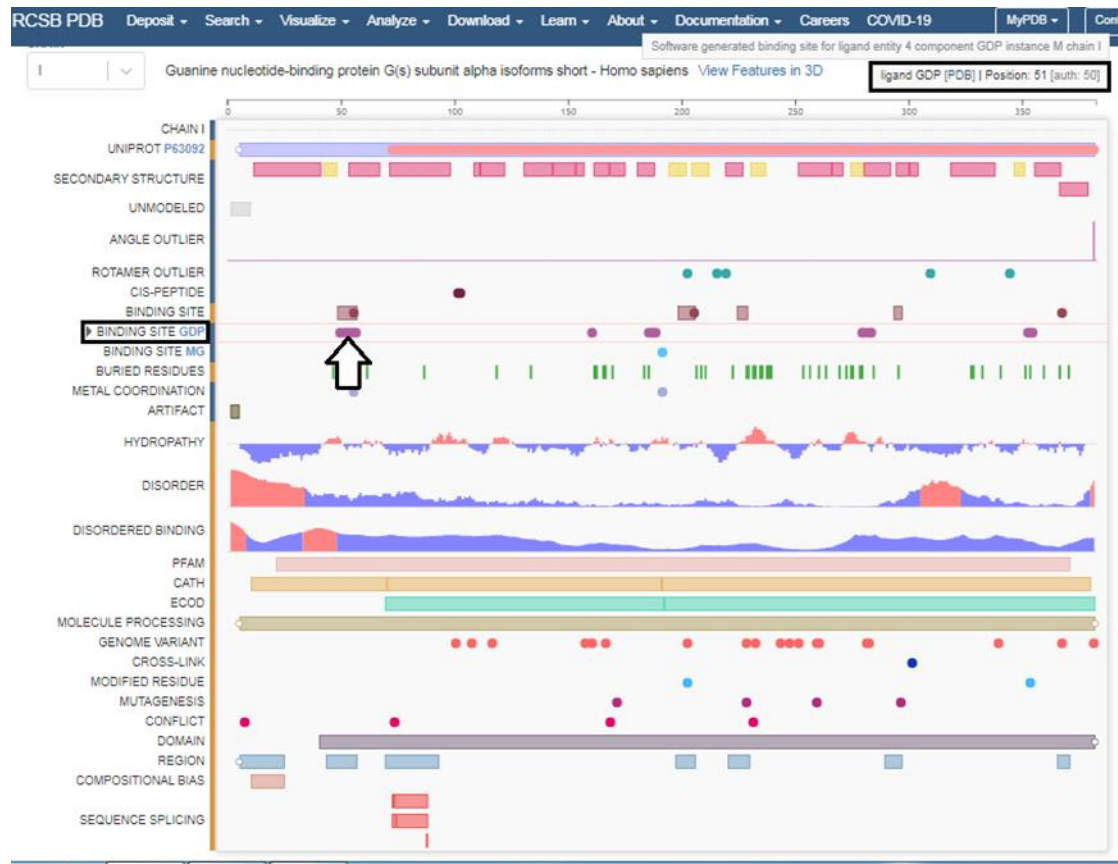 RCSB PDB Deposit Search Visualize Analyze Download Learn About Documentation Careers COVID-19 MyPDB
Software generated binding site for ligand entity 4 component GDP instance M chain I
I Guanine nucleotide-binding protein G(s) subunit alpha isoforms short - Homo sapiens View Features in 3D
ligand GDP [PDB] | Position: 51 [auth: 50]
0 50 100 150 200 250 300 350
CHAIN I
UNIPROT P63092
SECONDARY STRUCTURE
UNMODELED
ANGLE OUTLIER
ROTAMER OUTLIER
CIS-PEPTIDE
BINDING SITE
BINDING SITE GDP
BINDING SITE MG
BURIED RESIDUES
METAL COORDINATION
ARTIFACT
HYDROPATHY
DISORDER
DISORDERED BINDING
PFAM
CATH
ECOD
MOLECULE PROCESSING
GENOME VARIANT
CROSS-LINK
MODIFIED RESIDUE
MUTAGENESIS
CONFLICT
DOMAIN
REGION
COMPOSITIONAL BIAS
SEQUENCE SPLICING